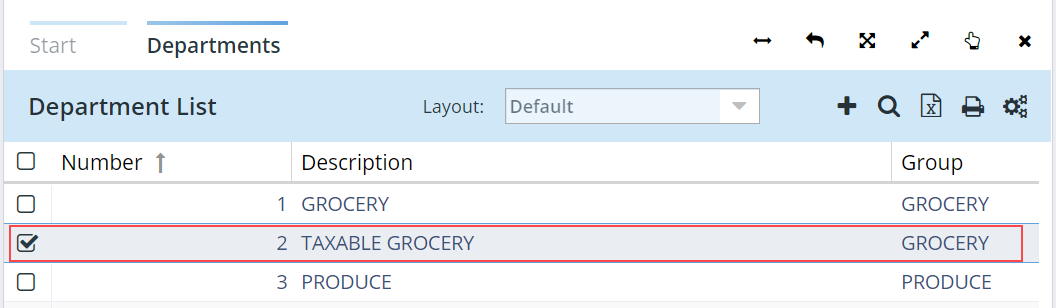 Start Departments
Department List Layout: Default
Number Description Group
1 GROCERY GROCERY
2 TAXABLE GROCERY GROCERY
3 PRODUCE PRODUCE